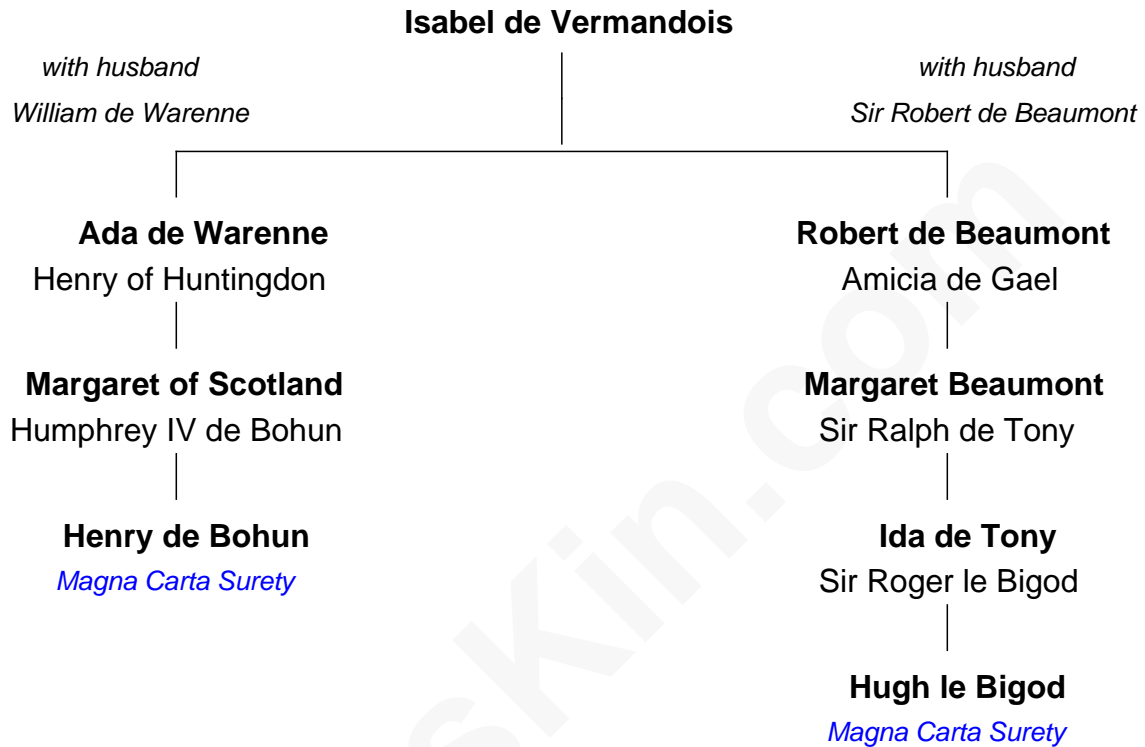 Isabel de Vermandois
with husband
William de Warenne
with husband
Sir Robert de Beaumont
Ada de Warenne
Henry of Huntingdon
Margaret of Scotland
Humphrey IV de Bohun
Henry de Bohun
Magna Carta Surety
Robert de Beaumont
Amicia de Gael
Margaret Beaumont
Sir Ralph de Tony
Ida de Tony
Sir Roger le Bigod
Hugh le Bigod
Magna Carta Surety
sKin.com